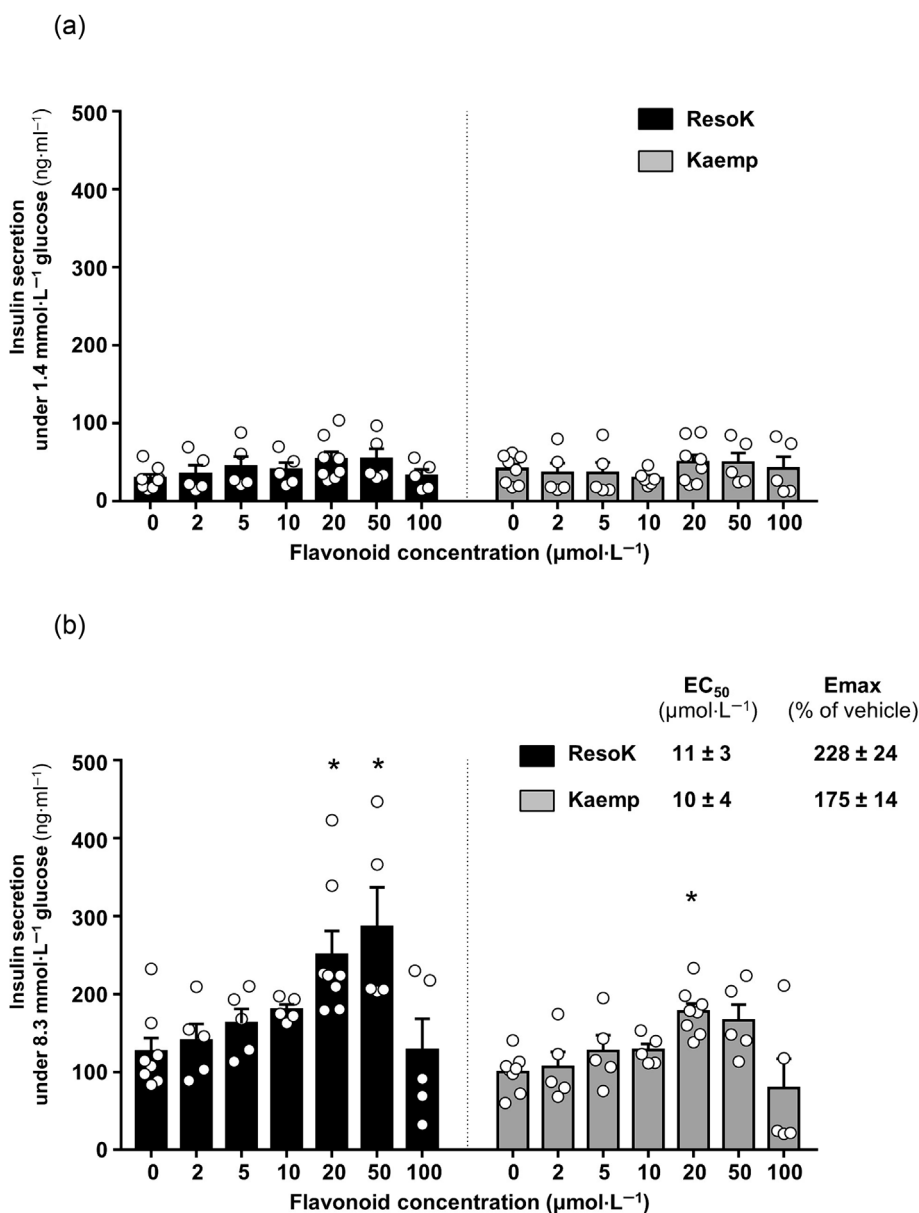 (a)
Insulin secretion
under 1.4 mmol·L⁻¹ glucose (ng·ml⁻¹)
500
400
300
200
100
0
ResoK
Kaemp
0 2 5 10 20 50 100 0 2 5 10 20 50 100
Flavonoid concentration (µmol·L⁻¹)
(b)
Insulin secretion
under 8.3 mmol·L⁻¹ glucose (ng·ml⁻¹)
500
400
300
200
100
0
EC₅₀ Emax
(µmol·L⁻¹) (% of vehicle)
ResoK 11 ± 3 228 ± 24
Kaemp 10 ± 4 175 ± 14
* *
*
0 2 5 10 20 50 100 0 2 5 10 20 50 100
Flavonoid concentration (µmol·L⁻¹)